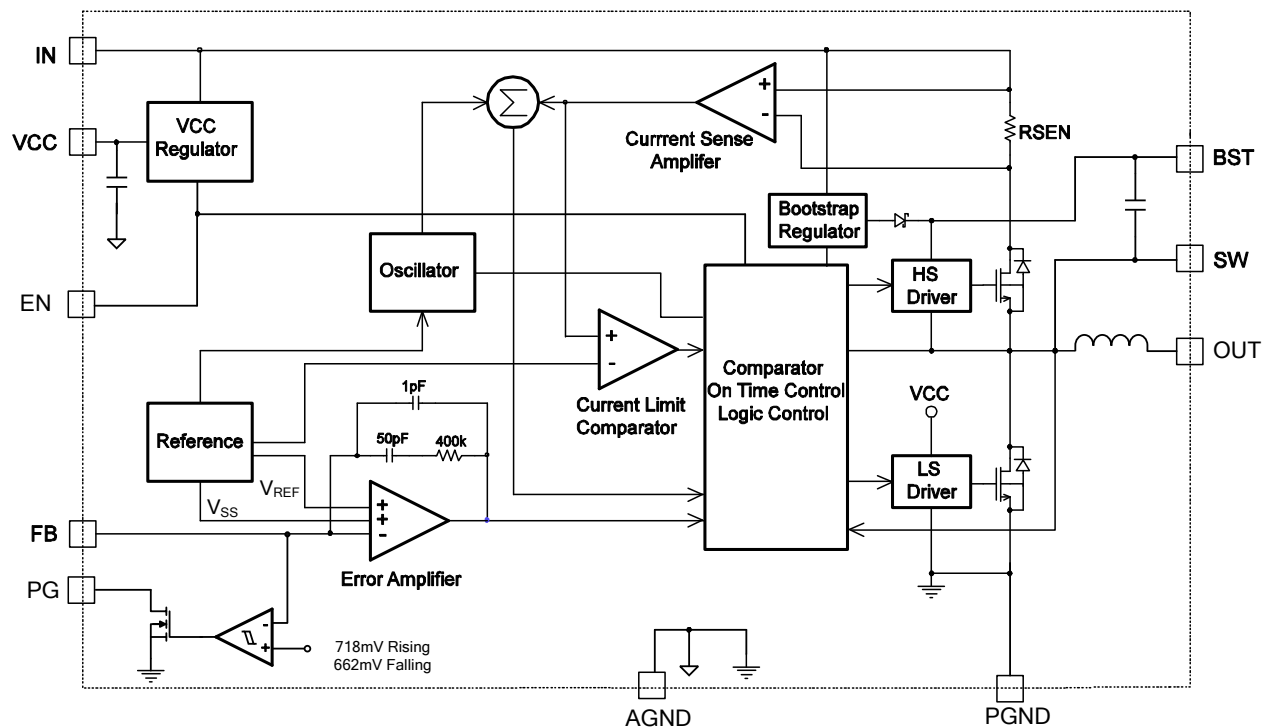 IN
VCC
VCC
Regulator
Σ
+
-
Currrent Sense
Amplifer
RSEN
BST
Bootstrap
Regulator
SW
EN
Oscillator
HS
Driver
OUT
+
-
Current Limit
Comparator
Comparator
On Time Control
Logic Control
VCC
1pF
50pF
400k
Reference
LS
Driver
VREF
VSS
+
+
-
FB
Error Amplifier
PG
-
+
718mV Rising
662mV Falling
AGND
PGND